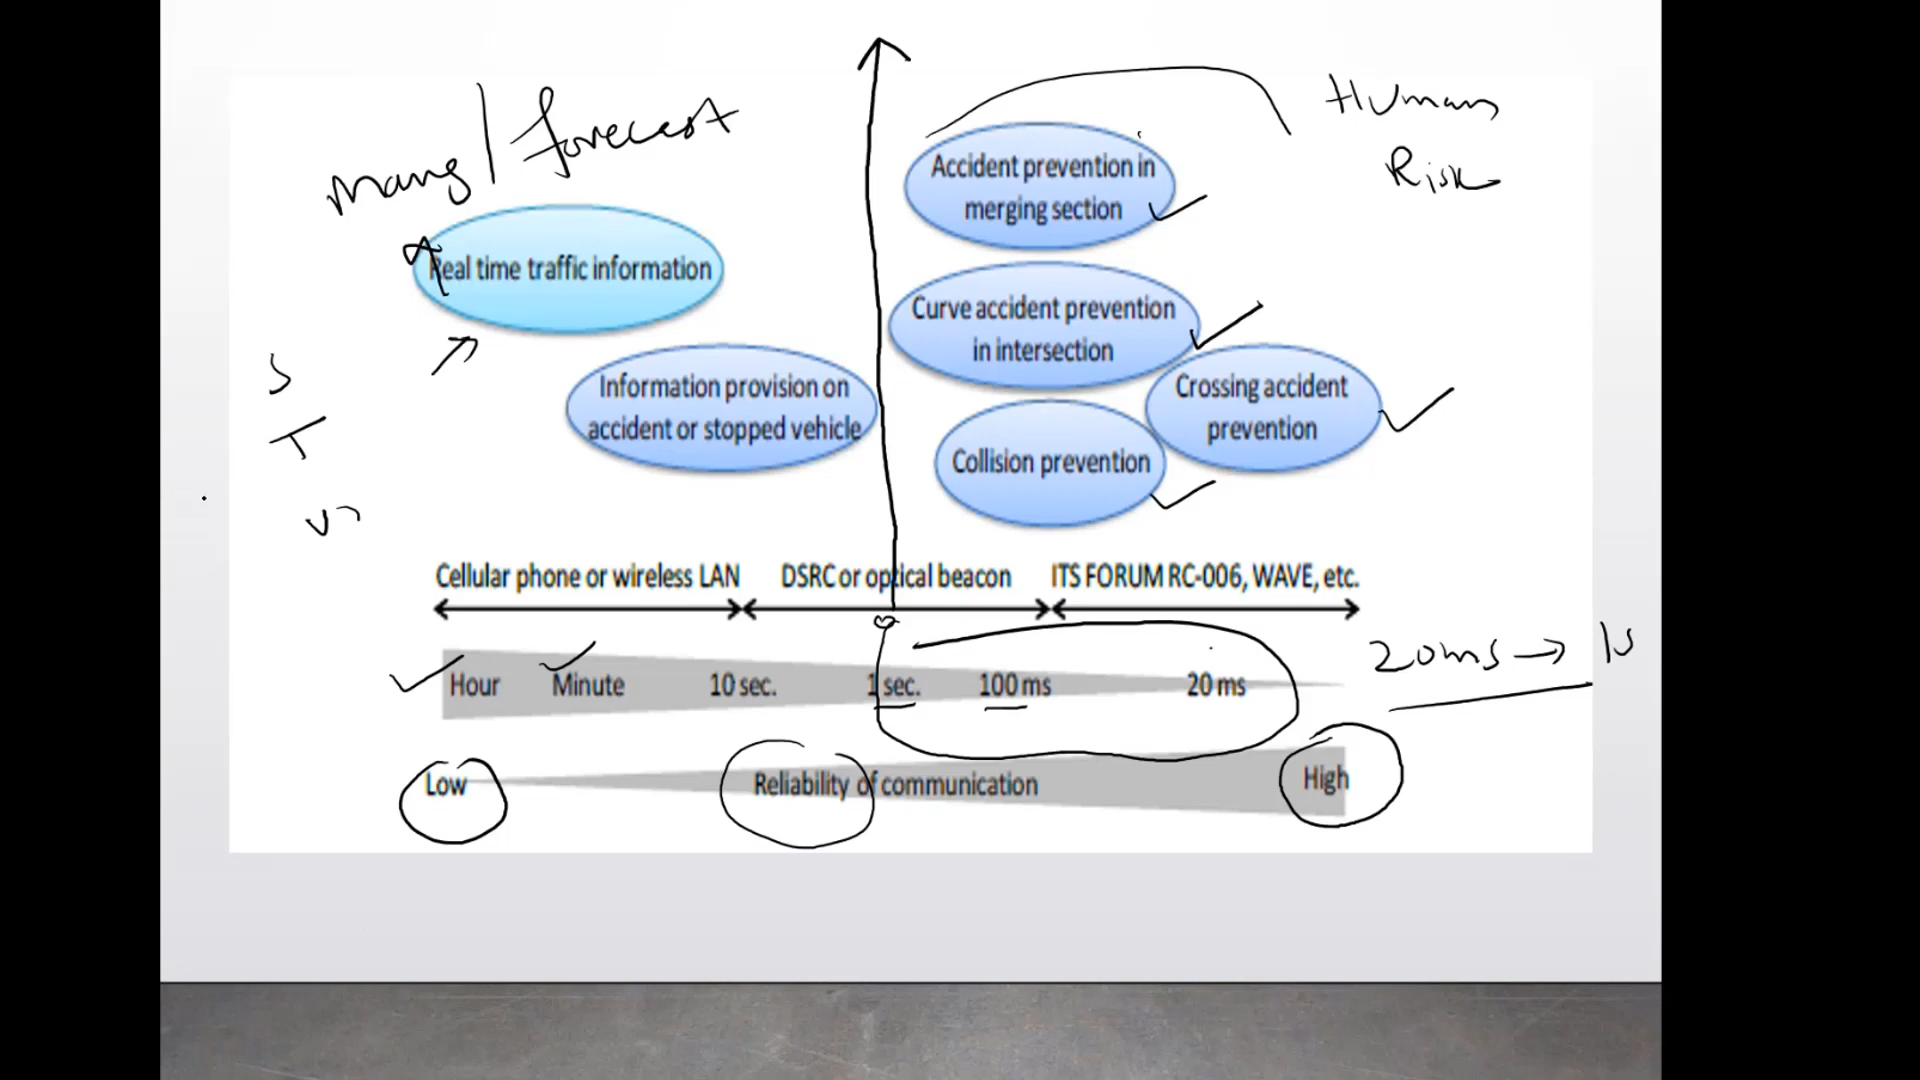 Mang / forecast
Human
Risk
Accident prevention in
merging section
Real time traffic information
Curve accident prevention
in intersection
Information provision on
accident or stopped vehicle
Crossing accident
prevention
Collision prevention
S
T
Cellular phone or wireless LAN
DSRC or optical beacon
ITS FORUM RC-006, WAVE, etc.
20ms → 1s
Hour Minute 10 sec. 1 sec. 100 ms 20 ms
Low Reliability of communication High